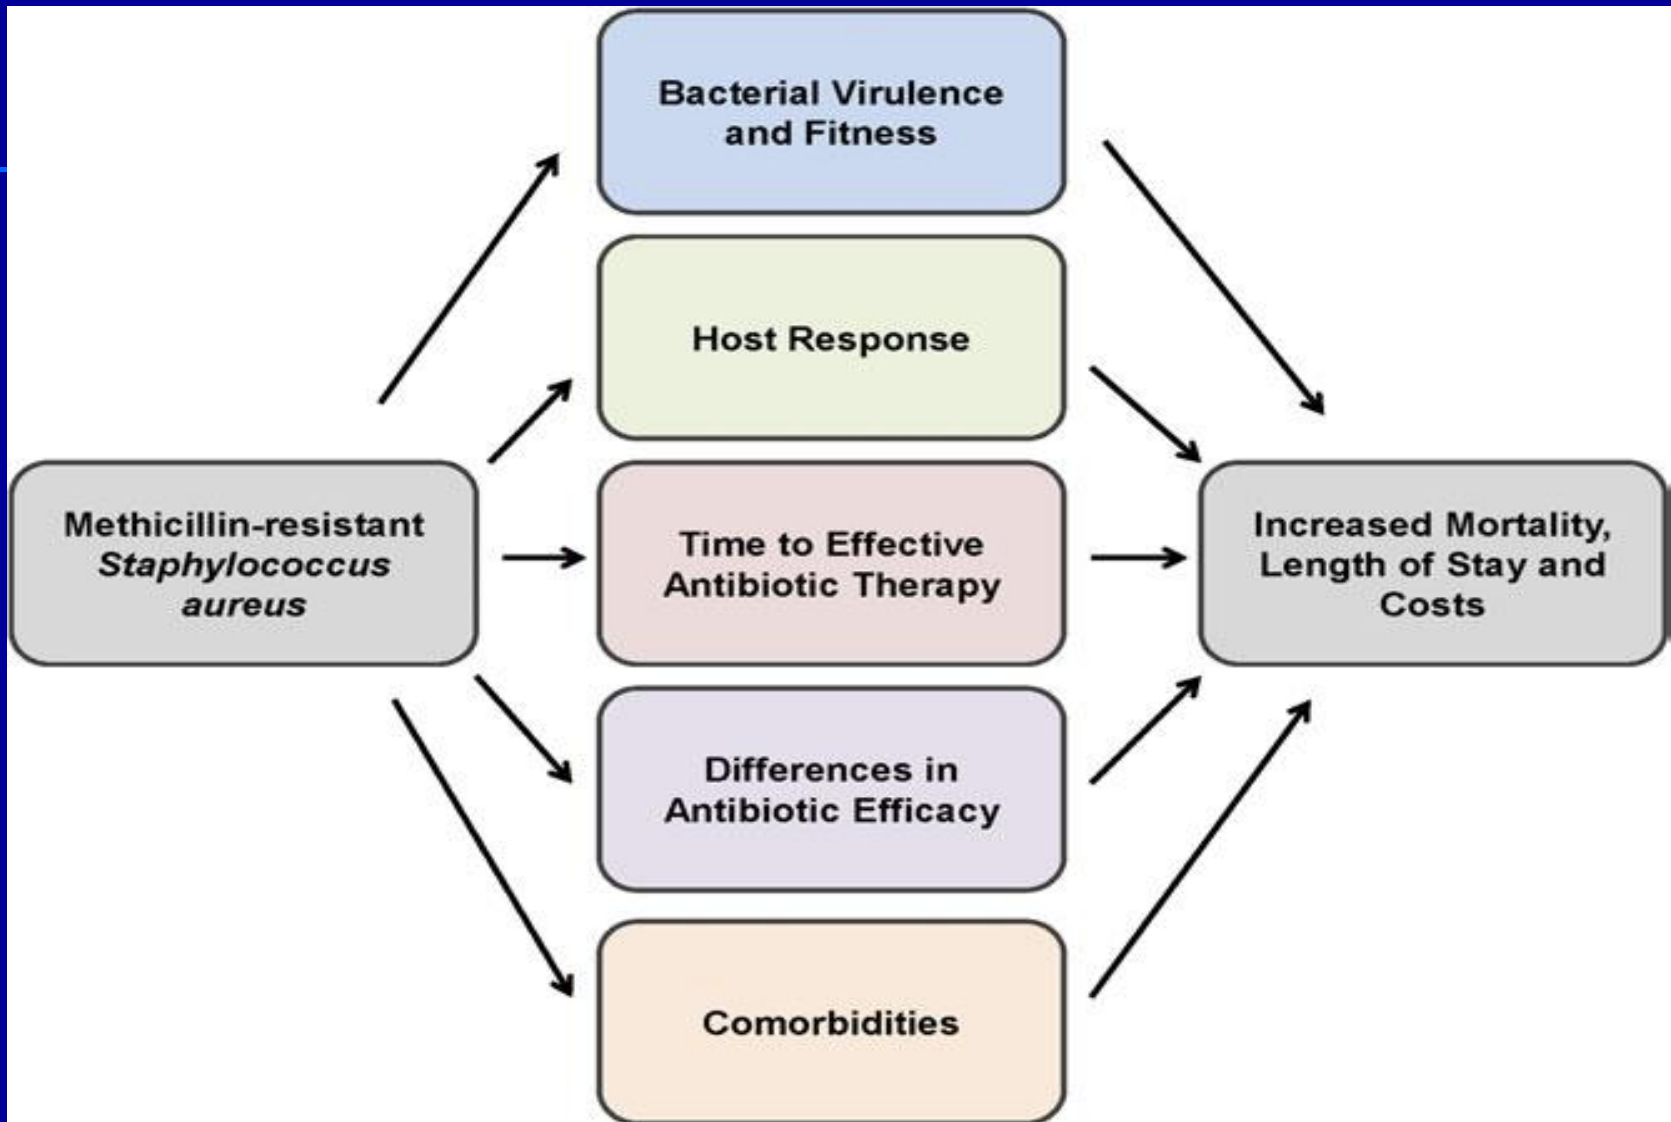 Bacterial Virulence
and Fitness
Host Response
Methicillin-resistant
Staphylococcus
aureus
Time to Effective
Antibiotic Therapy
Increased Mortality,
Length of Stay and
Costs
Differences in
Antibiotic Efficacy
Comorbidities